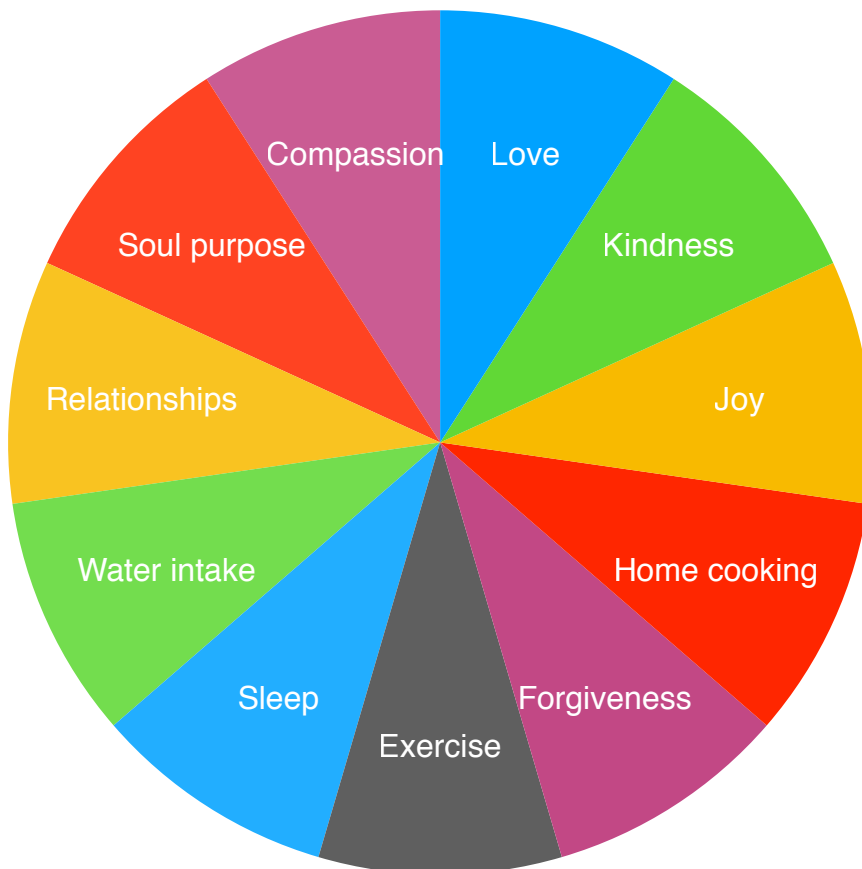 Compassion
Love
Soul purpose
Kindness
Relationships
Joy
Water intake
Home cooking
Sleep
Forgiveness
Exercise